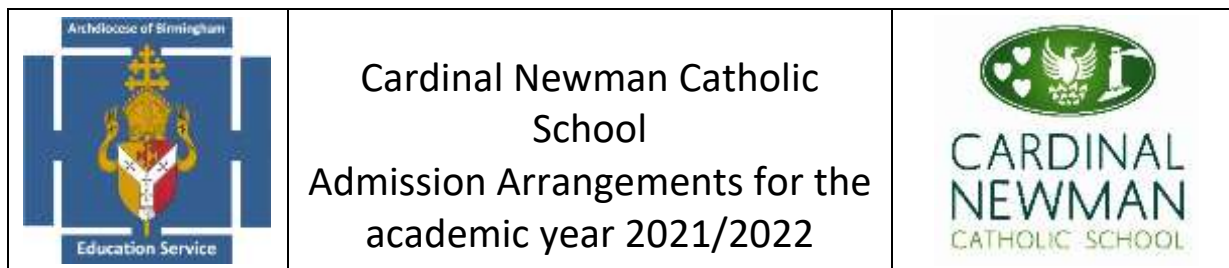 Archdiocese of Birmingham
Education Service
Cardinal Newman Catholic
School
Admission Arrangements for the
academic year 2021/2022
CARDINAL
NEWMAN
CATHOLIC SCHOOL